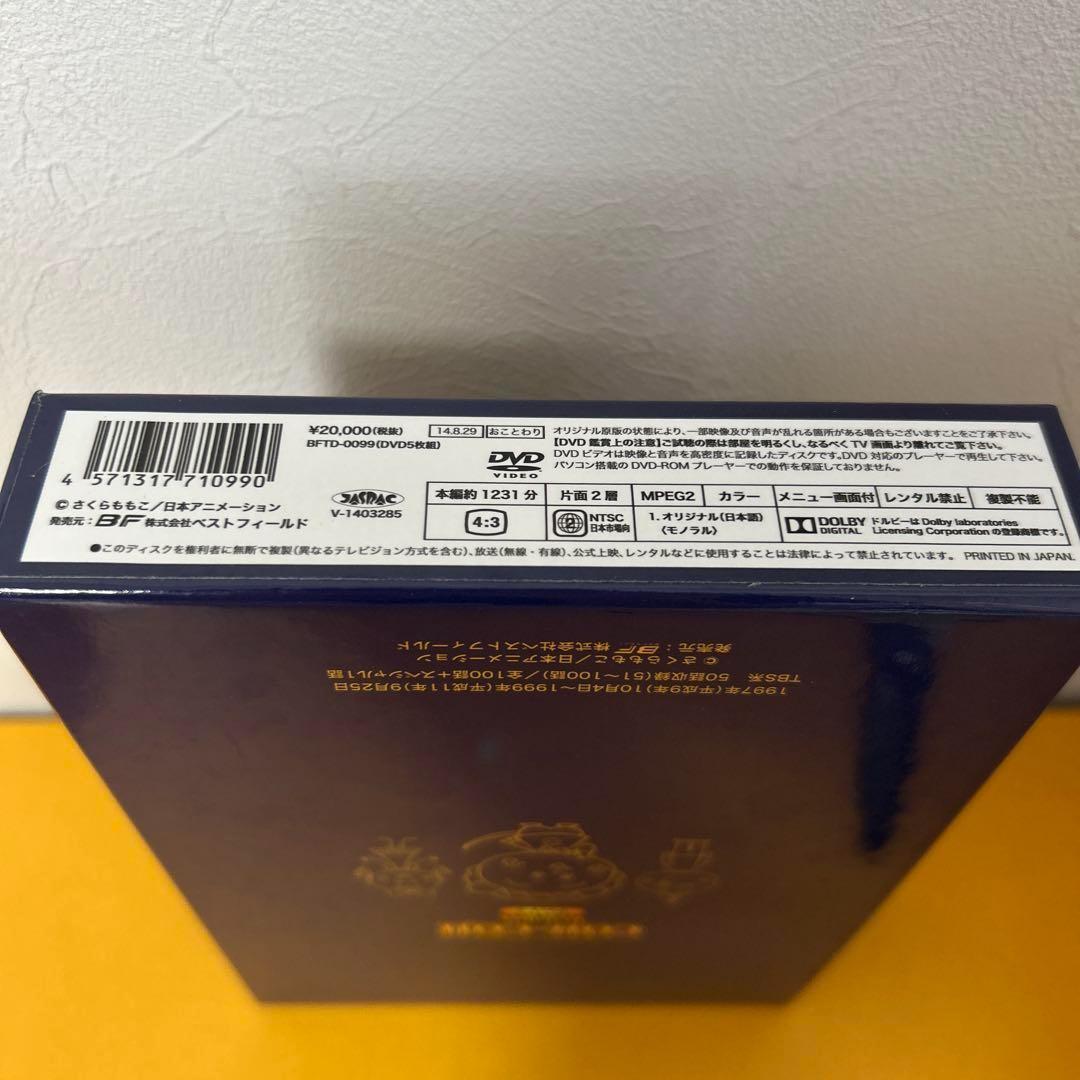 ¥20,000(税抜)
BFTD-0099(DVD5枚組)
14.8.29
おことわり
オリジナル原版の状態により、一部映像及び音声が乱れる箇所がある場合もございますことをご了承下さい。
【DVD 鑑賞上の注意】ご試聴の際は部屋を明るくし、なるべく TV 画面より離れてご覧下さい。
DVD ビデオは映像と音声を高密度に記録したディスクです。DVD 対応のプレーヤーで再生して下さい。
パソコン搭載の DVD-ROM プレーヤーでの動作を保証しておりません。
DVD
VIDEO
4 571317 710990
© さくらももこ/日本アニメーション
発売元: BF 株式会社ベストフィールド
JASRAC
V-1403285
本編約 1231 分
片面 2 層
MPEG2
カラー
メニュー画面付
レンタル禁止
複製不能
4:3
2
NTSC
日本市場向
1. オリジナル(日本語)
(モノラル)
DOLBY
DIGITAL
ドルビーは Dolby laboratories
Licensing Corporation の登録商標です。
●このディスクを権利者に無断で複製(異なるテレビジョン方式を含む)、放送(無線・有線)、公式上映、レンタルなどに使用することは法律によって禁止されています。 PRINTED IN JAPAN.
1997年(平成9年)10月4日〜1999年(平成11年)9月25日
TBS系 50話収録(51〜100話)/全100話+スペシャル1話
© さくらももこ/日本アニメーション
発売元: BF 株式会社ベストフィールド